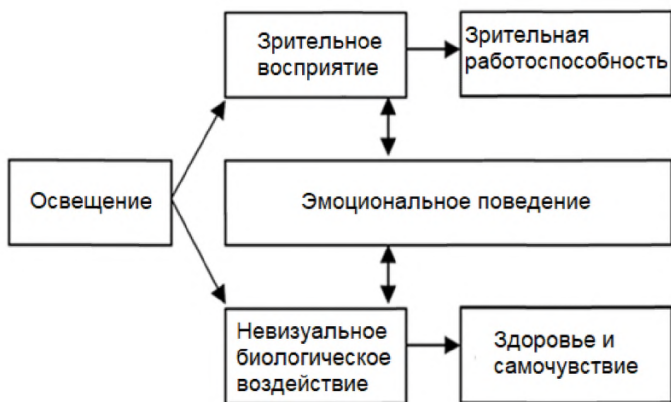 Зрительное
восприятие
Зрительная
работоспособность
Освещение
Эмоциональное поведение
Невизуальное
биологическое
воздействие
Здоровье и
самочувствие